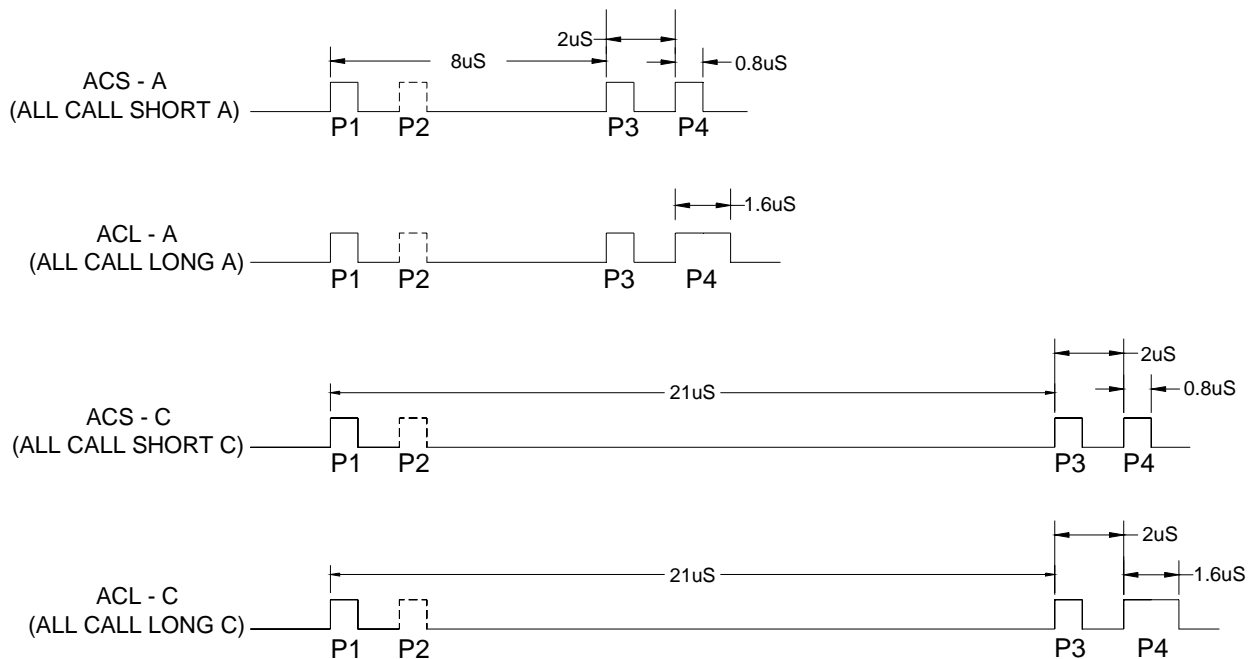 2uS
8uS
0.8uS
ACS - A
(ALL CALL SHORT A)
P1 P2 P3 P4
1.6uS
ACL - A
(ALL CALL LONG A)
P1 P2 P3 P4
2uS
21uS
0.8uS
ACS - C
(ALL CALL SHORT C)
P1 P2 P3 P4
2uS
21uS
1.6uS
ACL - C
(ALL CALL LONG C)
P1 P2 P3 P4